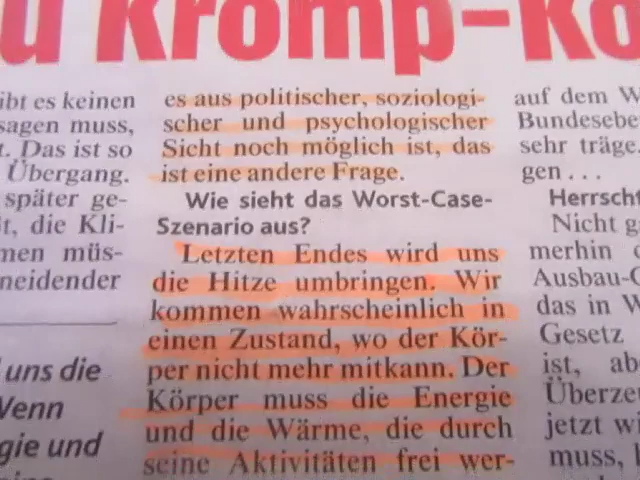 u Kromp-Ko
ibt es keinen
sagen muss,
t. Das ist so
Übergang.
später ge-
t, die Kli-
men müs-
neidender
uns die
Wenn
gie und
es aus politischer, soziologi-
scher und psychologischer
Sicht noch möglich ist, das
ist eine andere Frage.
Wie sieht das Worst-Case-
Szenario aus?
Letzten Endes wird uns
die Hitze umbringen. Wir
kommen wahrscheinlich in
einen Zustand, wo der Kör-
per nicht mehr mitkann. Der
Körper muss die Energie
und die Wärme, die durch
seine Aktivitäten frei wer-
auf dem W
Bundesebe
sehr träge.
gen . . .
Herrscht
Nicht g
merhin d
Ausbau-G
das in W
Gesetz
ist, ab
Überze
jetzt wi
muss, b